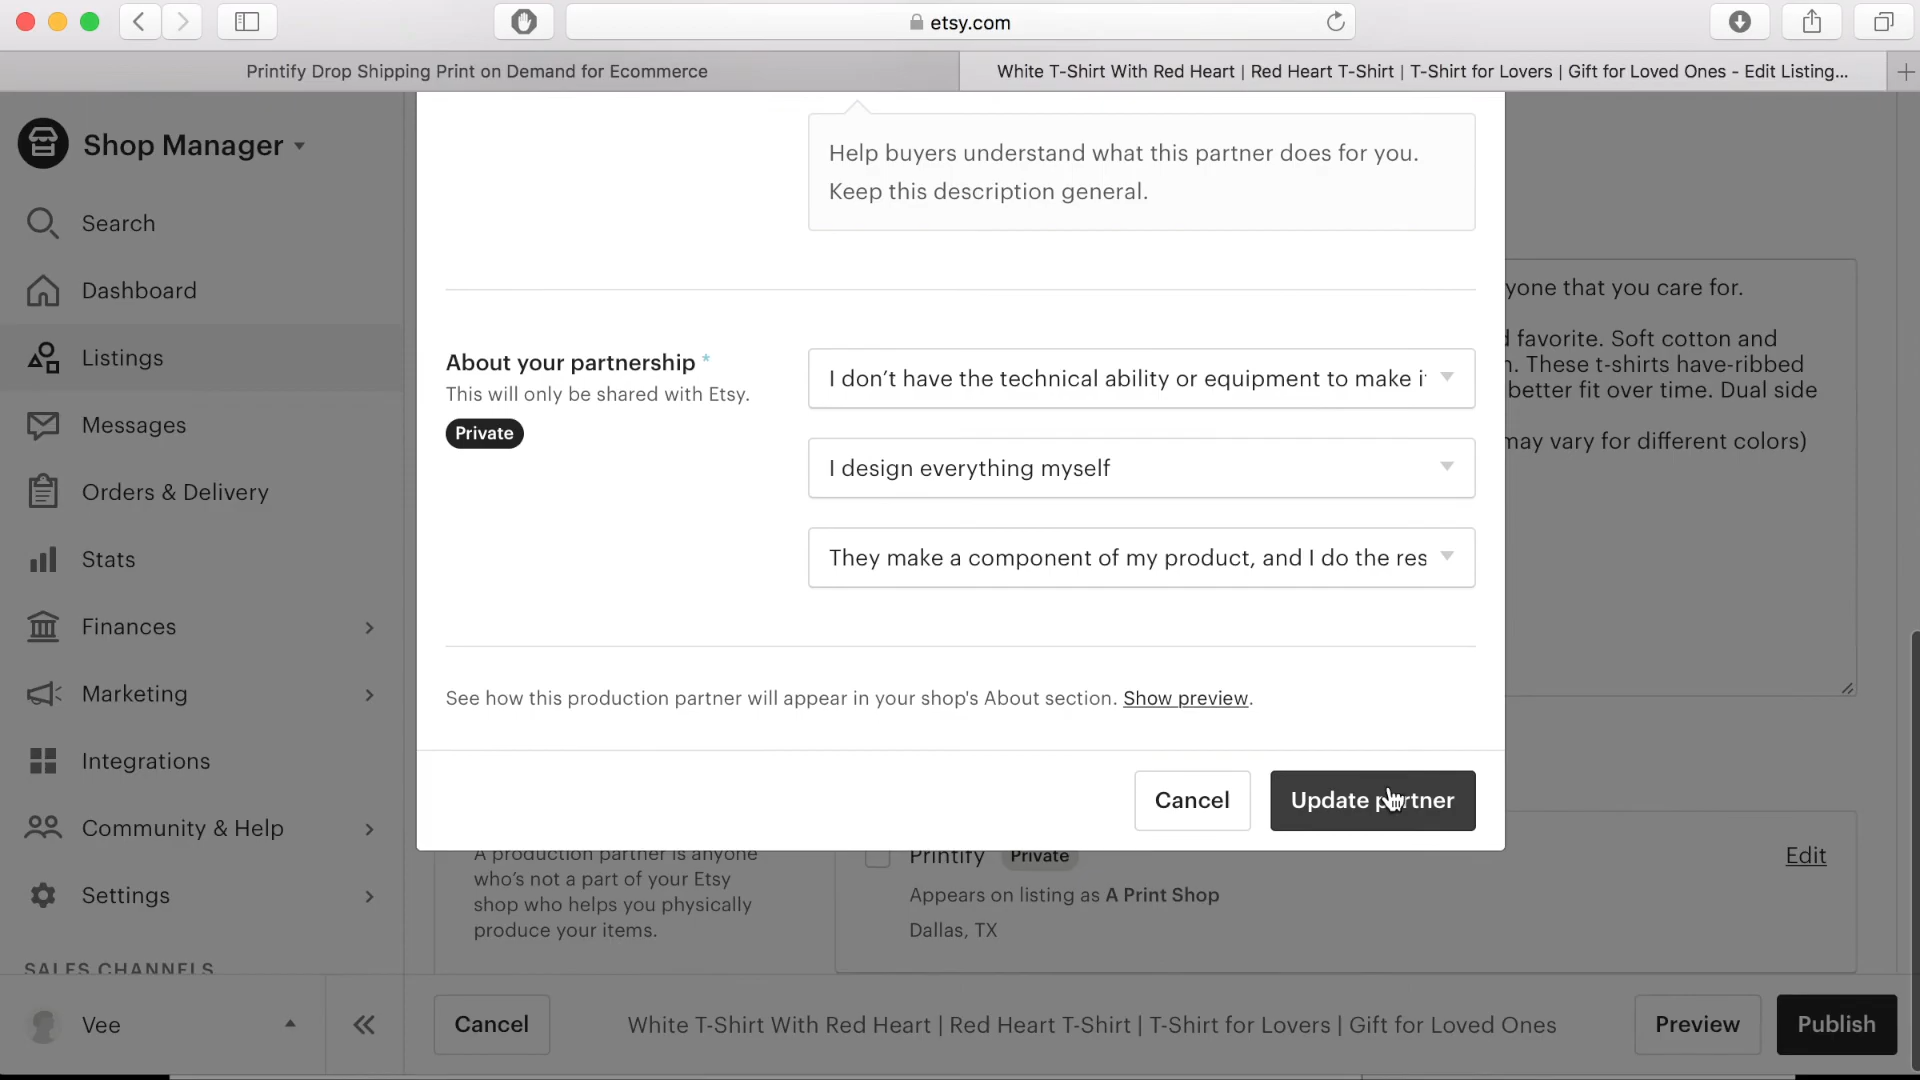 etsy.com
Printify Drop Shipping Print on Demand for Ecommerce
White T-Shirt With Red Heart | Red Heart T-Shirt | T-Shirt for Lovers | Gift for Loved Ones - Edit Listing...
Shop Manager
Search
Dashboard
Listings
Messages
Orders & Delivery
Stats
Finances
Marketing
Integrations
Community & Help
Settings
SALES CHANNELS
Vee
Help buyers understand what this partner does for you.
Keep this description general.
About your partnership *
This will only be shared with Etsy.
Private
I don't have the technical ability or equipment to make i
I design everything myself
They make a component of my product, and I do the res
See how this production partner will appear in your shop's About section. Show preview.
Cancel
Update partner
yone that you care for.
d favorite. Soft cotton and
n. These t-shirts have-ribbed
better fit over time. Dual side
may vary for different colors)
A production partner is anyone
who's not a part of your Etsy
shop who helps you physically
produce your items.
Printify Private
Edit
Appears on listing as A Print Shop
Dallas, TX
Cancel
White T-Shirt With Red Heart | Red Heart T-Shirt | T-Shirt for Lovers | Gift for Loved Ones
Preview
Publish